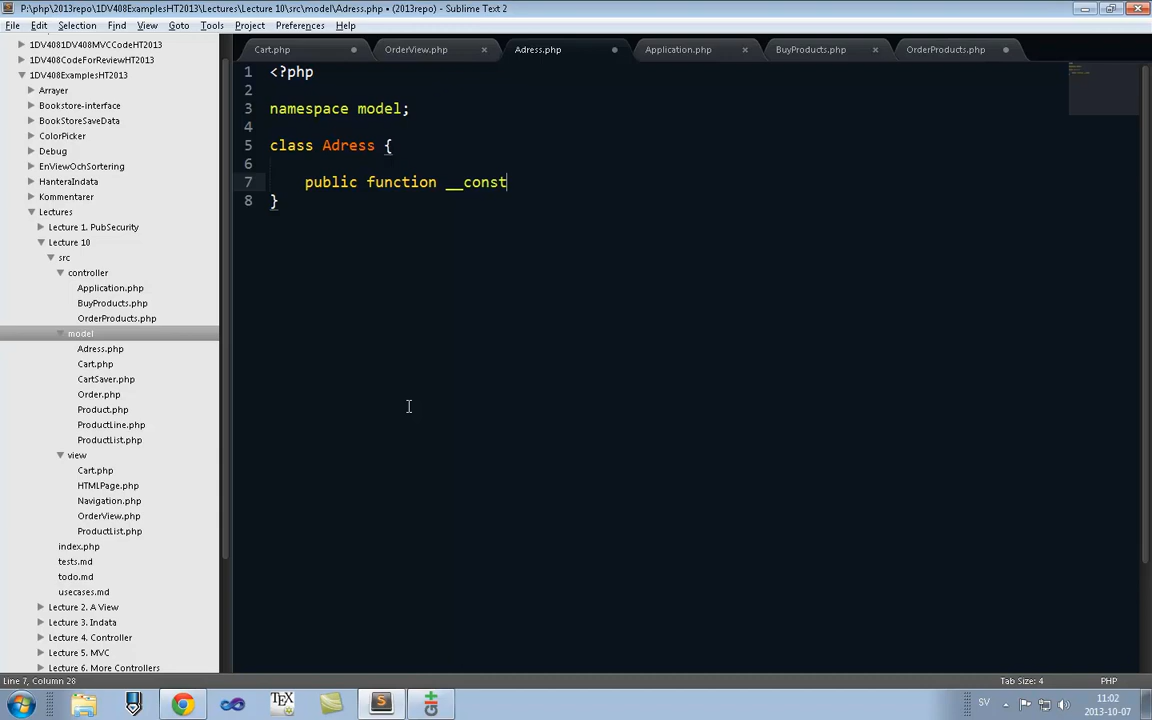 P:\php\2013repo\1DV408ExamplesHT2013\Lectures\Lecture 10\src\model\Adress.php • (2013repo) - Sublime Text 2
File Edit Selection Find View Goto Tools Project Preferences Help
1DV4081DV408MVCCodeHT2013
1DV408CodeForReviewHT2013
1DV408ExamplesHT2013
Arrayer
Bookstore-interface
BookStoreSaveData
ColorPicker
Debug
EnViewOchSortering
HanteraIndata
Kommentarer
Lectures
Lecture 1. PubSecurity
Lecture 10
src
controller
Application.php
BuyProducts.php
OrderProducts.php
model
Adress.php
Cart.php
CartSaver.php
Order.php
Product.php
ProductLine.php
ProductList.php
view
Cart.php
HTMLPage.php
Navigation.php
OrderView.php
ProductList.php
index.php
tests.md
todo.md
usecases.md
Lecture 2. A View
Lecture 3. Indata
Lecture 4. Controller
Lecture 5. MVC
Lecture 6. More Controllers
Cart.php OrderView.php Adress.php Application.php BuyProducts.php OrderProducts.php
1 <?php
2
3 namespace model;
4
5 class Adress {
6
7 public function __const
8 }
Line 7, Column 28 Tab Size: 4 PHP
SV 11:02
2013-10-07